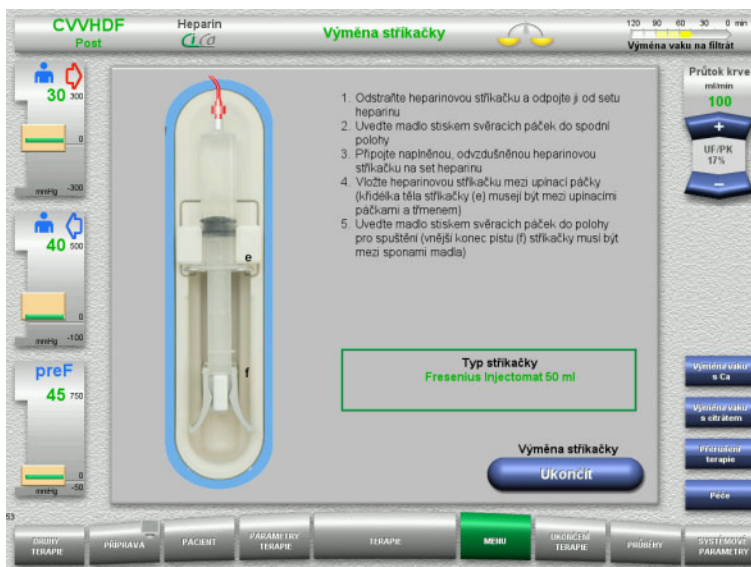 CVVHDF
Post
Heparin
CiCa
Výměna stříkačky
120 90 60 30 0 min
Výměna vaku na filtrát
30 300
0
mmHg -300
40 500
0
mmHg -100
preF
45 750
0
mmHg -50
1. Odstraňte heparinovou stříkačku a odpojte ji od setu
heparinu
2. Uveďte madlo stiskem svěracích páček do spodní
polohy
3. Připojte naplněnou, odvzdušněnou heparinovou
stříkačku na set heparinu
4. Vložte heparinovou stříkačku mezi upínací páčky
(křidélka těla stříkačky (e) musejí být mezi upínacími
páčkami a třmenem)
5. Uveďte madlo stiskem svěracích páček do polohy
pro spuštění (vnější konec pístu (f) stříkačky musí být
mezi sponami madla)
e
f
Typ stříkačky
Fresenius Injectomat 50 ml
Výměna stříkačky
Ukončit
Průtok krve
ml/min
100
+
UF/PK
17%
−
Výměna vaku
s Ca
Výměna vaku
s citrátem
Přerušení
terapie
Péče
53
DRUHY
TERAPIE
PŘÍPRAVA
PACIENT
PARAMETRY
TERAPIE
TERAPIE
MENU
UKONČENÍ
TERAPIE
PRŮBĚHY
SYSTÉMOVÉ
PARAMETRY